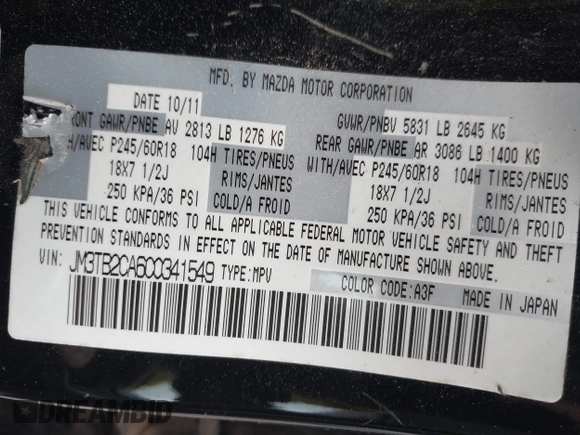 MFD. BY MAZDA MOTOR CORPORATION
DATE 10/11
GVWR/PNBV 5831 LB 2645 KG
RONT GAWR/PNBE AV 2813 LB 1276 KG
REAR GAWR/PNBE AR 3086 LB 1400 KG
H/AVEC P245/60R18 104H TIRES/PNEUS
WITH/AVEC P245/60R18 104H TIRES/PNEUS
18X7 1/2J RIMS/JANTES
18X7 1/2J RIMS/JANTES
250 KPA/36 PSI COLD/A FROID
250 KPA/36 PSI COLD/A FROID
THIS VEHICLE CONFORMS TO ALL APPLICABLE FEDERAL MOTOR VEHICLE SAFETY AND THEFT
PREVENTION STANDARDS IN EFFECT ON THE DATE OF MANUFACTURE SHOWN ABOVE.
VIN: JM3TB2CA6C0341549 TYPE:MPV
COLOR CODE:A3F MADE IN JAPAN
DREAMBID